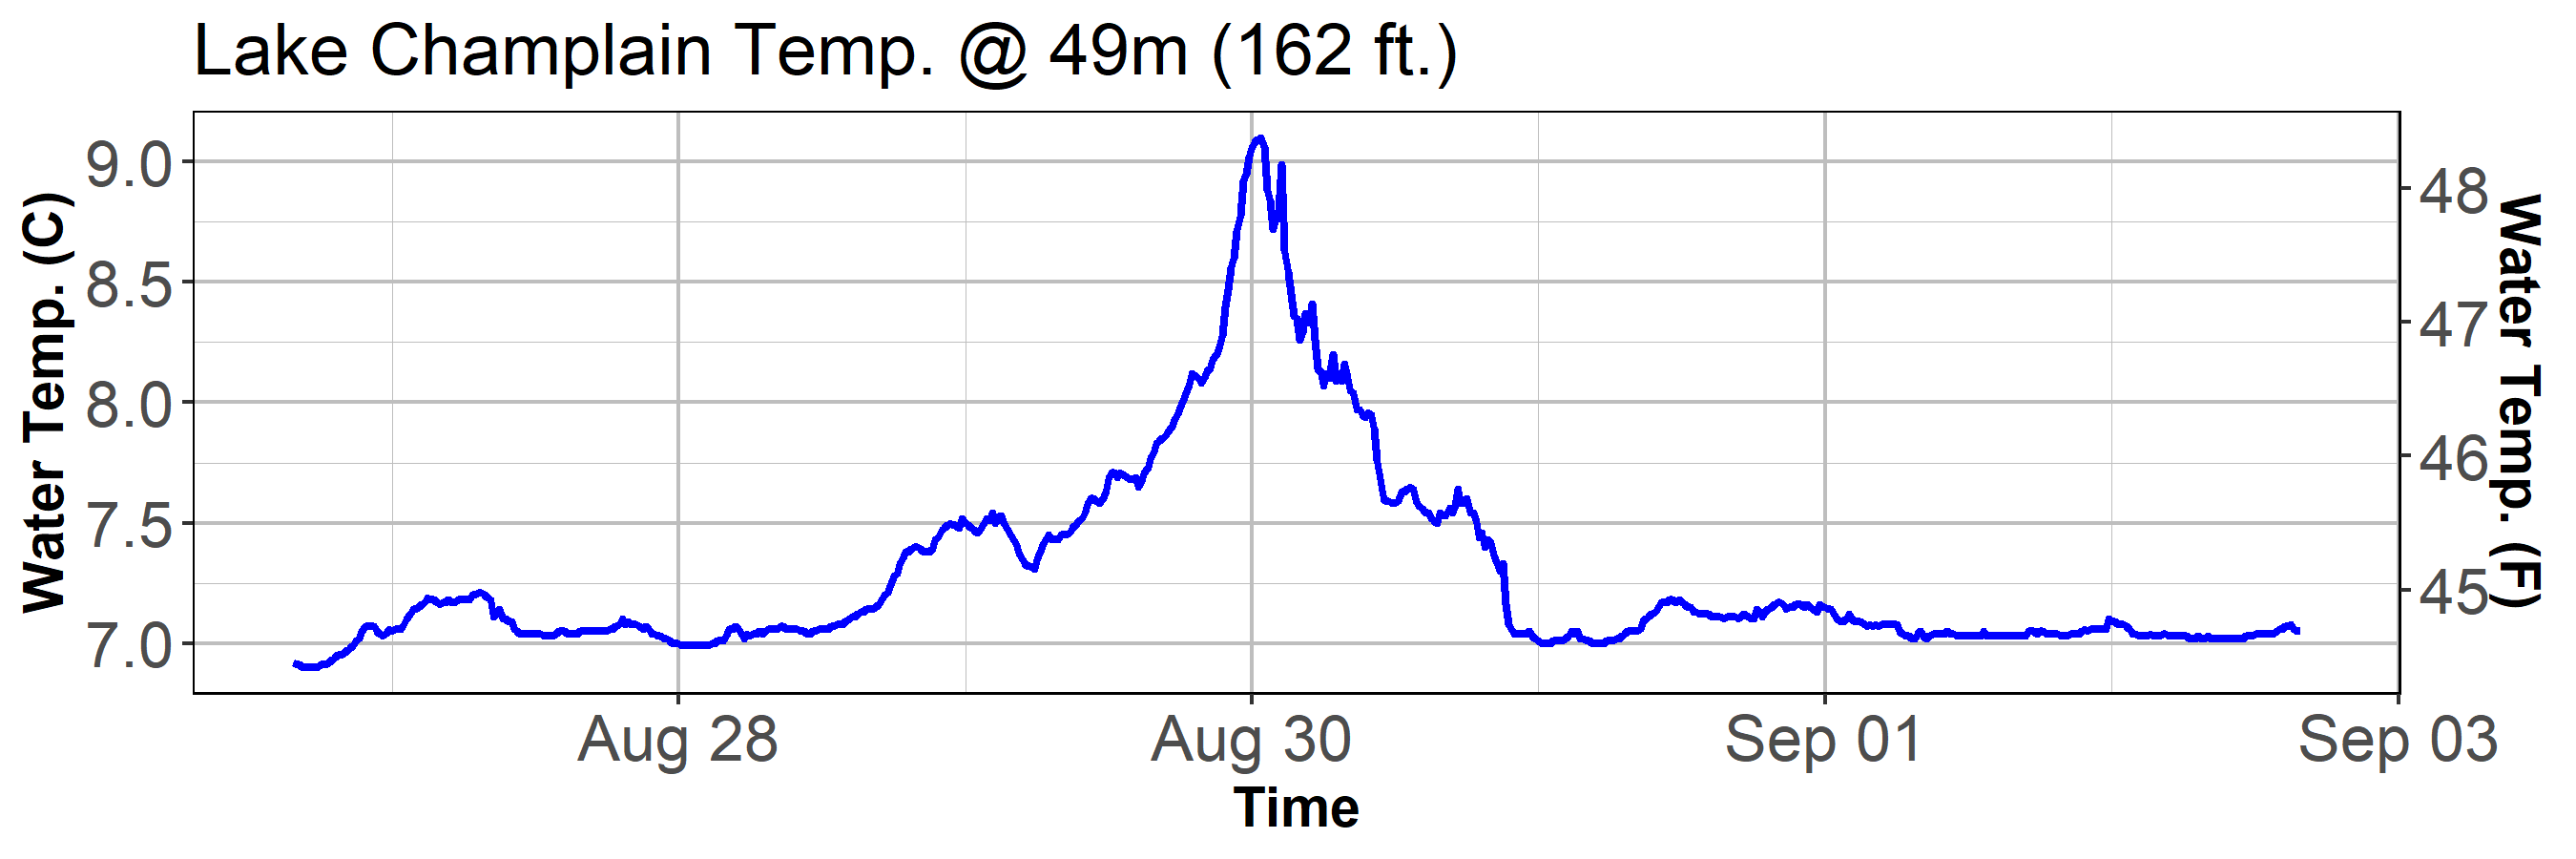 Lake Champlain Temp. @ 49m (162 ft.)
Water Temp. (C)
9.0
8.5
8.0
7.5
7.0
48
47
46
45
Water Temp. (F)
Aug 28
Aug 30
Sep 01
Sep 03
Time